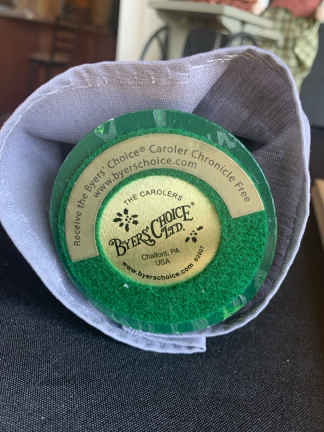 Receive the Byers' Choice® Caroler Chronicle Free
www.byerschoice.com
THE CAROLERS®
BYERS' CHOICE
LTD.
Chalfont, PA
USA
www.byerschoice.com ©2007